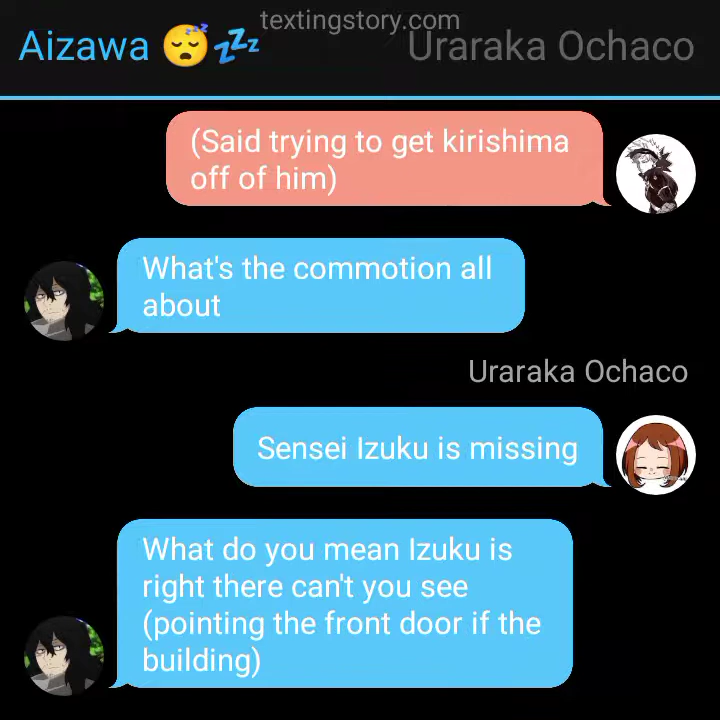 textingstory.com
Aizawa 😴💤
Uraraka Ochaco
(Said trying to get kirishima
off of him)
What's the commotion all
about
Uraraka Ochaco
Sensei Izuku is missing
What do you mean Izuku is
right there can't you see
(pointing the front door if the
building)